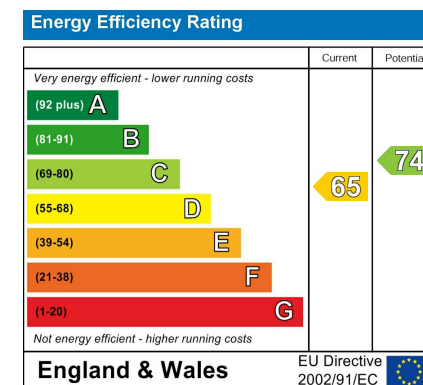 Energy Efficiency Rating
Current Potentia
Very energy efficient - lower running costs
(92 plus) A
(81-91) B
(69-80) C
(55-68) D
(39-54) E
(21-38) F
(1-20) G
65
74
Not energy efficient - higher running costs
England & Wales
EU Directive
2002/91/EC